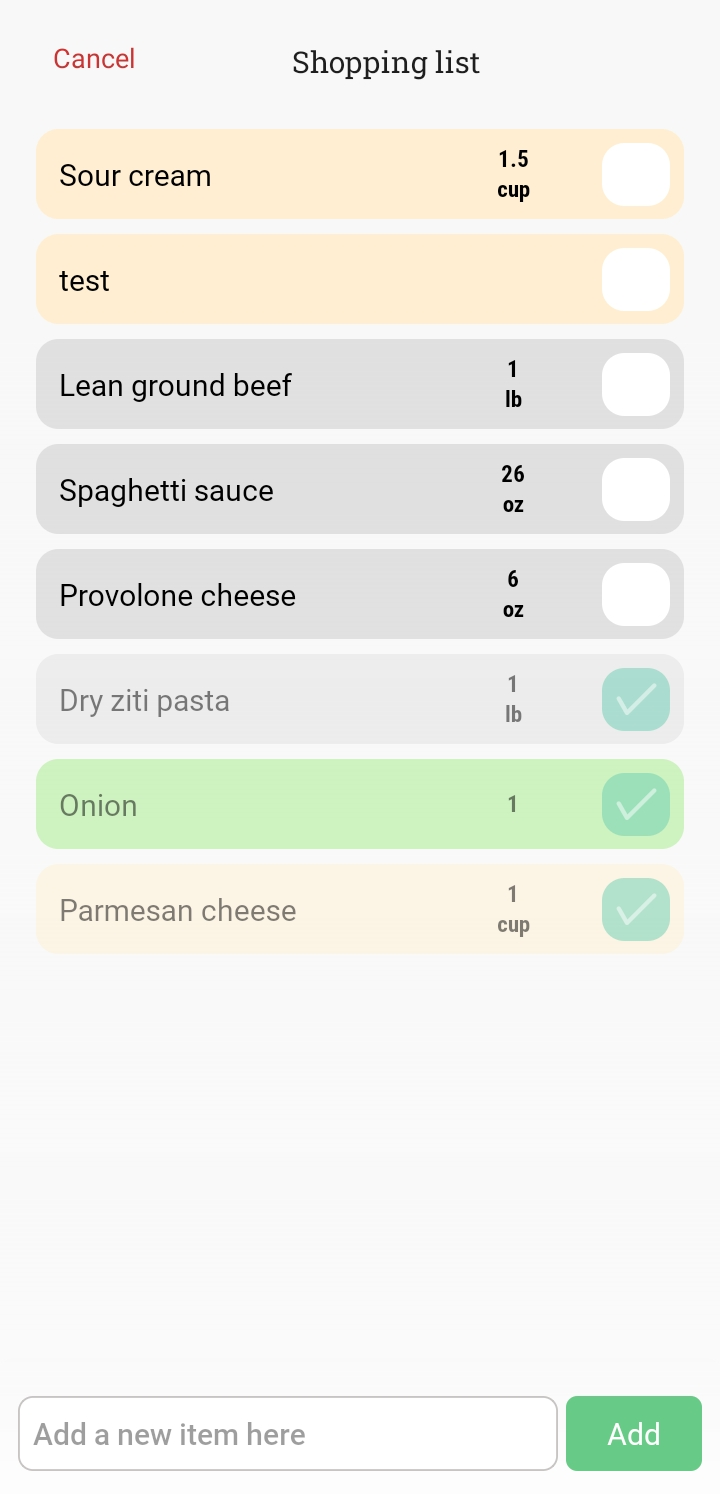 Cancel
Shopping list
Sour cream
1.5
cup
test
Lean ground beef
1
lb
Spaghetti sauce
26
oz
Provolone cheese
6
oz
Dry ziti pasta
1
lb
Onion
1
Parmesan cheese
1
cup
Add a new item here
Add